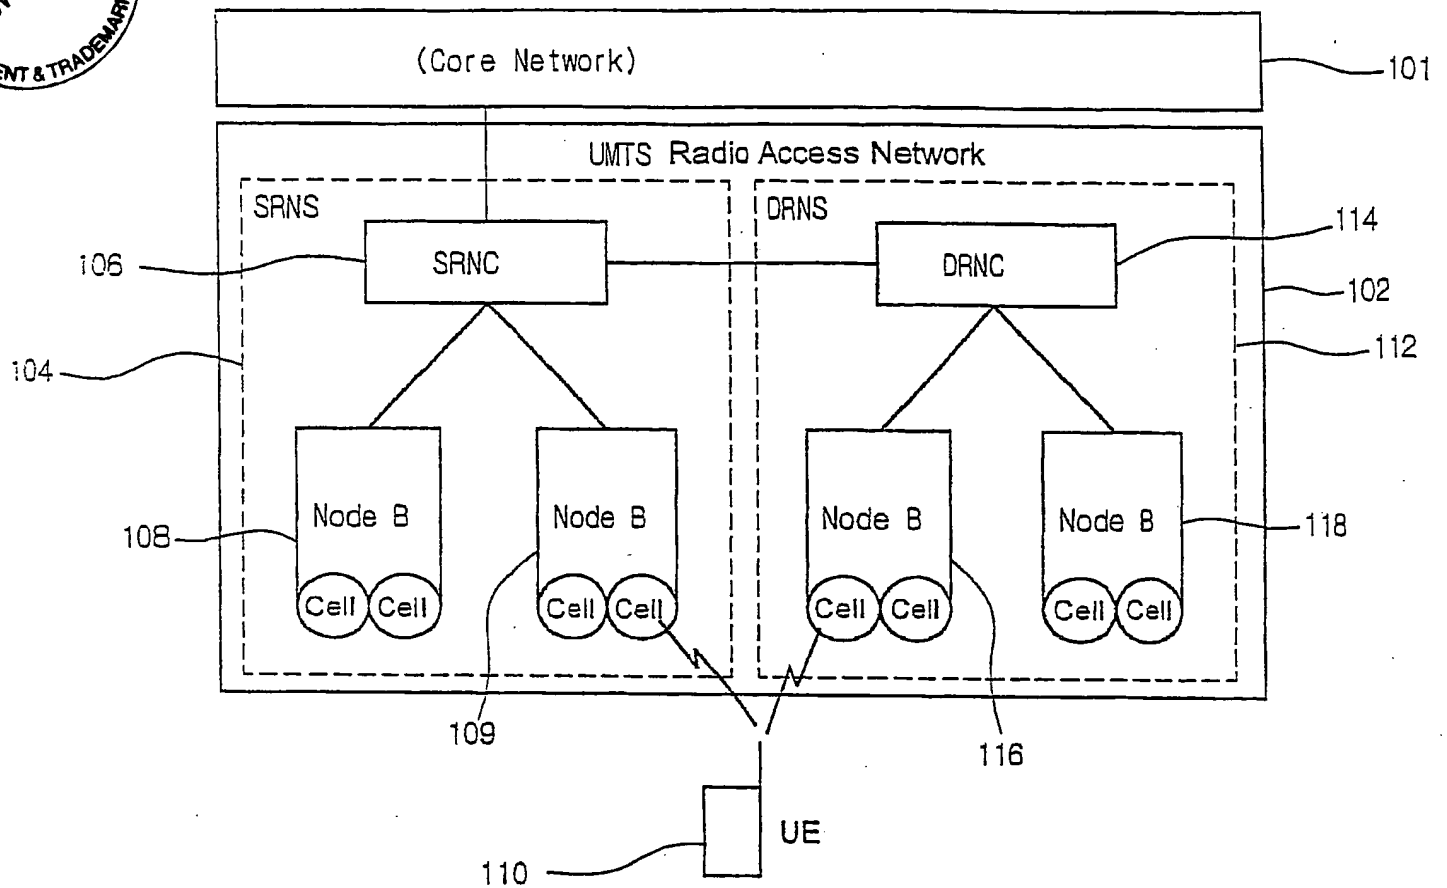 ENT & TRADEMAR
(Core Network)
101
UMTS Radio Access Network
SRNS
DRNS
114
106
SRNC
DRNC
102
112
104
Node B
Node B
Node B
Node B
108
118
Cell Cell
Cell Cell
Cell Cell
Cell Cell
109
116
UE
110